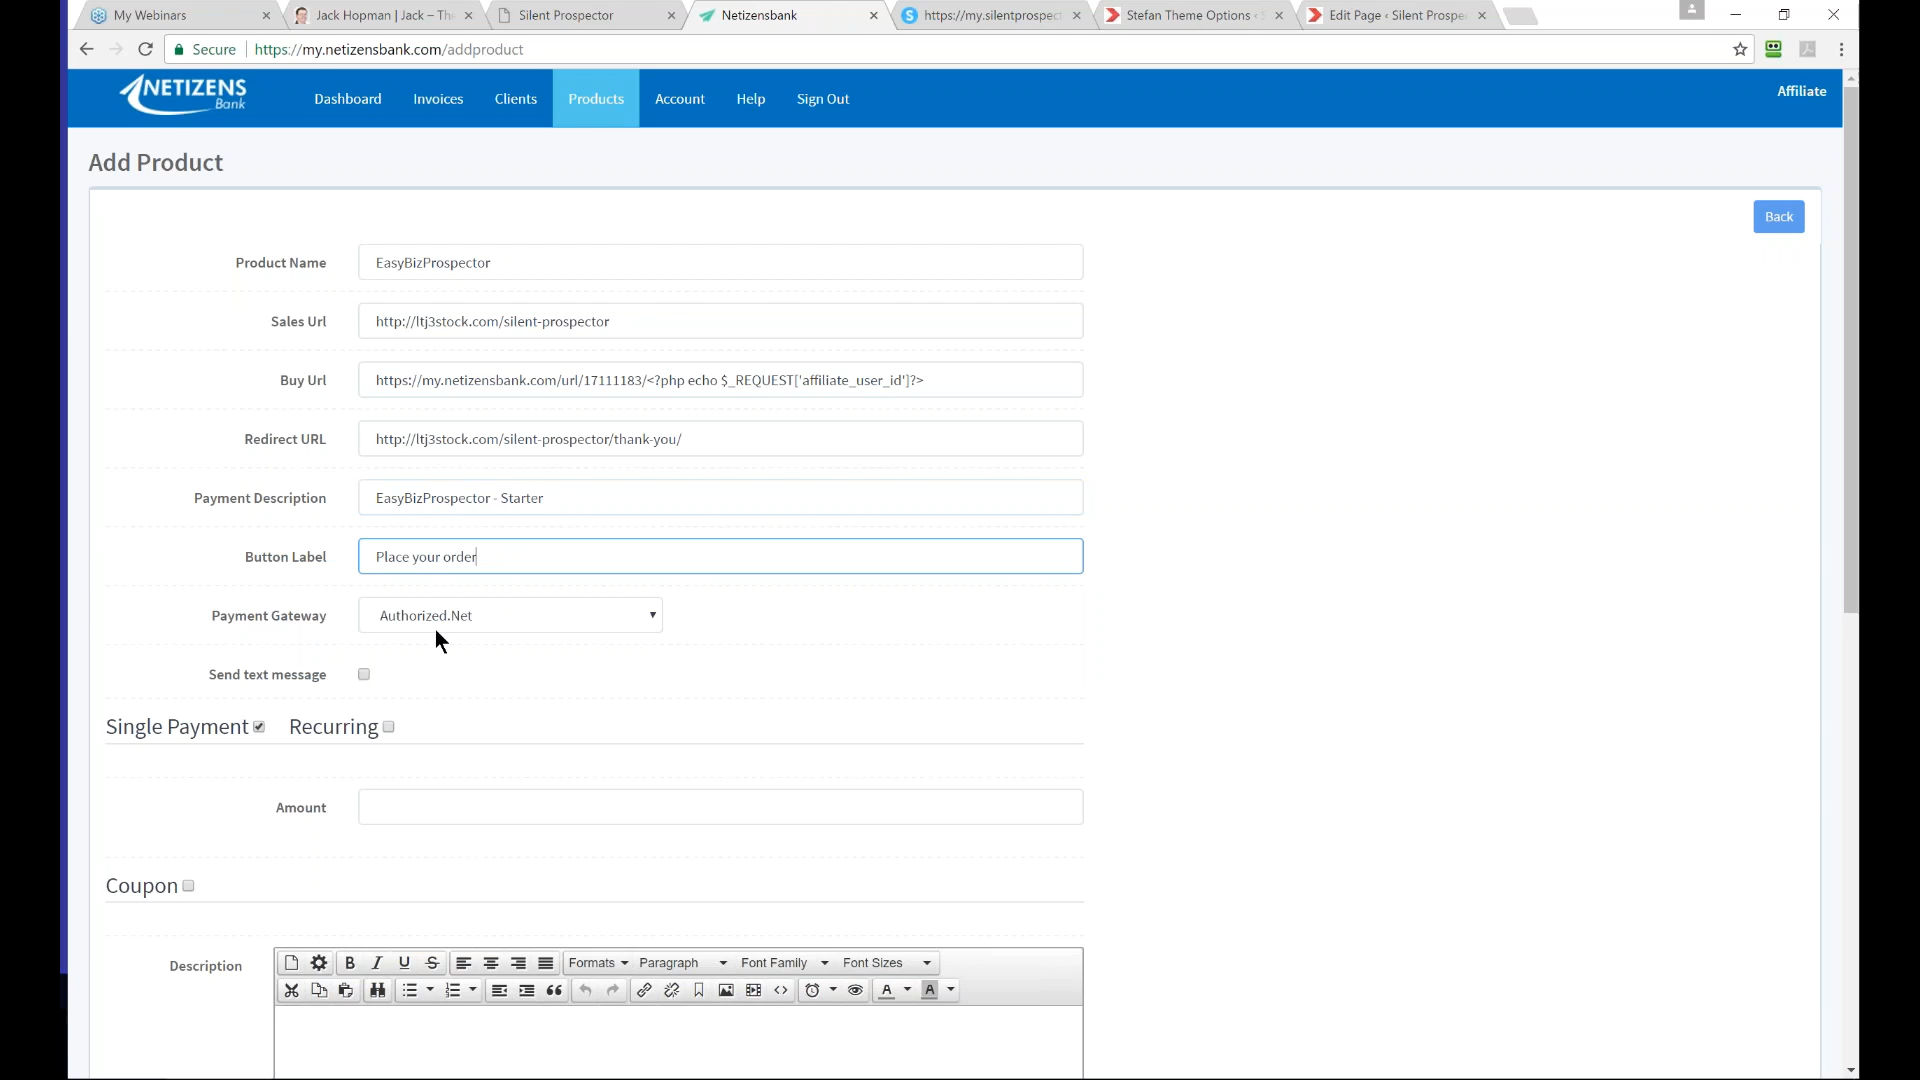 My Webinars
Jack Hopman | Jack – The
Silent Prospector
Netizensbank
https://my.silentprospect
Stefan Theme Options ‹ S
Edit Page ‹ Silent Prospe
Secure
https://my.netizensbank.com/addproduct
NETIZENS
Bank
Dashboard
Invoices
Clients
Products
Account
Help
Sign Out
Affiliate
Add Product
Back
Product Name
EasyBizProspector
Sales Url
http://ltj3stock.com/silent-prospector
Buy Url
https://my.netizensbank.com/url/17111183/<?php echo $_REQUEST['affiliate_user_id']?>
Redirect URL
http://ltj3stock.com/silent-prospector/thank-you/
Payment Description
EasyBizProspector - Starter
Button Label
Place your order
Payment Gateway
Authorized.Net
Send text message
Single Payment
Recurring
Amount
Coupon
Description
Formats
Paragraph
Font Family
Font Sizes